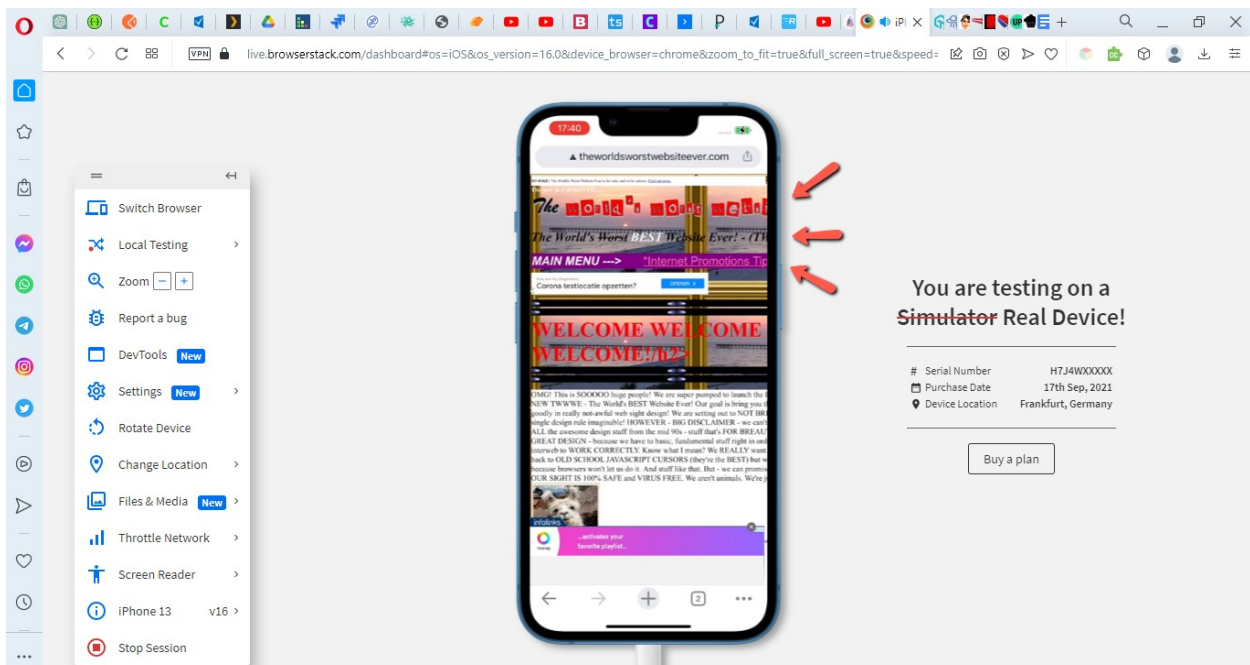 live.browserstack.com/dashboard#os=iOS&os_version=16.0&device_browser=chrome&zoom_to_fit=true&full_screen=true&speed=
VPN
Switch Browser
Local Testing
Zoom
Report a bug
DevTools New
Settings New
Rotate Device
Change Location
Files & Media New
Throttle Network
Screen Reader
iPhone 13 v16
Stop Session
17:40
theworldsworstwebsiteever.com
The World's Worst BEST Website Ever! - (TW
MAIN MENU ---> "Internet Promotions Tip
Corona testlocatie opzetten?
OPENEN >
WELCOME WELCOME
WELCOME!/h2>
OMG! This is SOOOOO huge people! We are super pumped to launch the
NEW TWWWE - The World's BEST Website Ever! Our goal is bring you
goodly in really not-awful web sight design! We are setting out to NOT
single design rule imaginable! HOWEVER - BIG DISCLAIMER - we can't
ALL the awesome design stuff from the mid 90s - stuff that's FOR
GREAT DESIGN - because we have to basic, fundamental stuff right in
interweb to WORK CORRECTLY. Know what I mean? We REALLY want
back to OLD SCHOOL JAVASCRIPT CURSORS (they're the BEST) but
because browsers won't let us do it. And stuff like that. But - we can
OUR SIGHT IS 100% SAFE and VIRUS FREE. We aren't animals. We're
infolinks
...activates your
favorite playlist...
2
You are testing on a
Simulator Real Device!
# Serial Number H7J4WXXXXX
Purchase Date 17th Sep, 2021
Device Location Frankfurt, Germany
Buy a plan